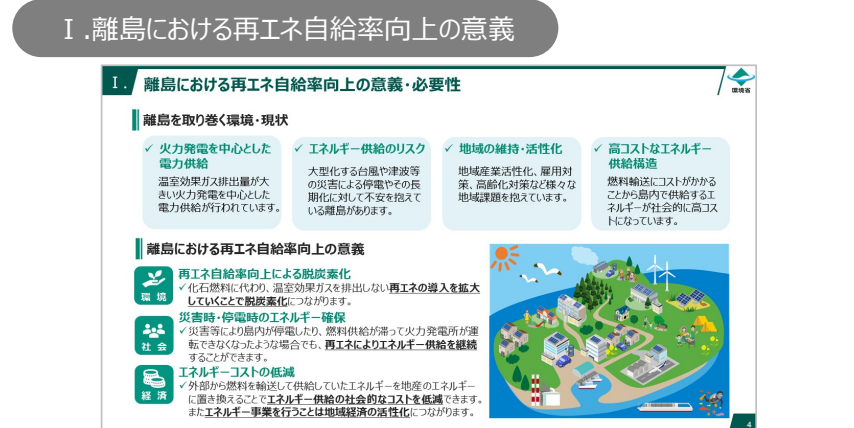 Ⅰ.離島における再エネ自給率向上の意義
Ⅰ. 離島における再エネ自給率向上の意義・必要性
環境省
離島を取り巻く環境・現状
✓ 火力発電を中心とした
電力供給
温室効果ガス排出量が大
きい火力発電を中心とした
電力供給が行われています。
✓ エネルギー供給のリスク
大型化する台風や津波等
の災害による停電やその長
期化に対して不安を抱えて
いる離島があります。
✓ 地域の維持・活性化
地域産業活性化、雇用対
策、高齢化対策など様々な
地域課題を抱えています。
✓ 高コストなエネルギー
供給構造
燃料輸送にコストがかかる
ことから島内で供給するエ
ネルギーが社会的に高コス
トになっています。
離島における再エネ自給率向上の意義
環 境
再エネ自給率向上による脱炭素化
✓化石燃料に代わり、温室効果ガスを排出しない再エネの導入を拡大
していくことで脱炭素化につながります。
社 会
災害時・停電時のエネルギー確保
✓災害等により島内が停電したり、燃料供給が滞って火力発電所が運
転できなくなったような場合でも、再エネによりエネルギー供給を継続
することができます。
経 済
エネルギーコストの低減
✓外部から燃料を輸送して供給していたエネルギーを地産のエネルギー
に置き換えることでエネルギー供給の社会的なコストを低減できます。
またエネルギー事業を行うことは地域経済の活性化につながります。
4